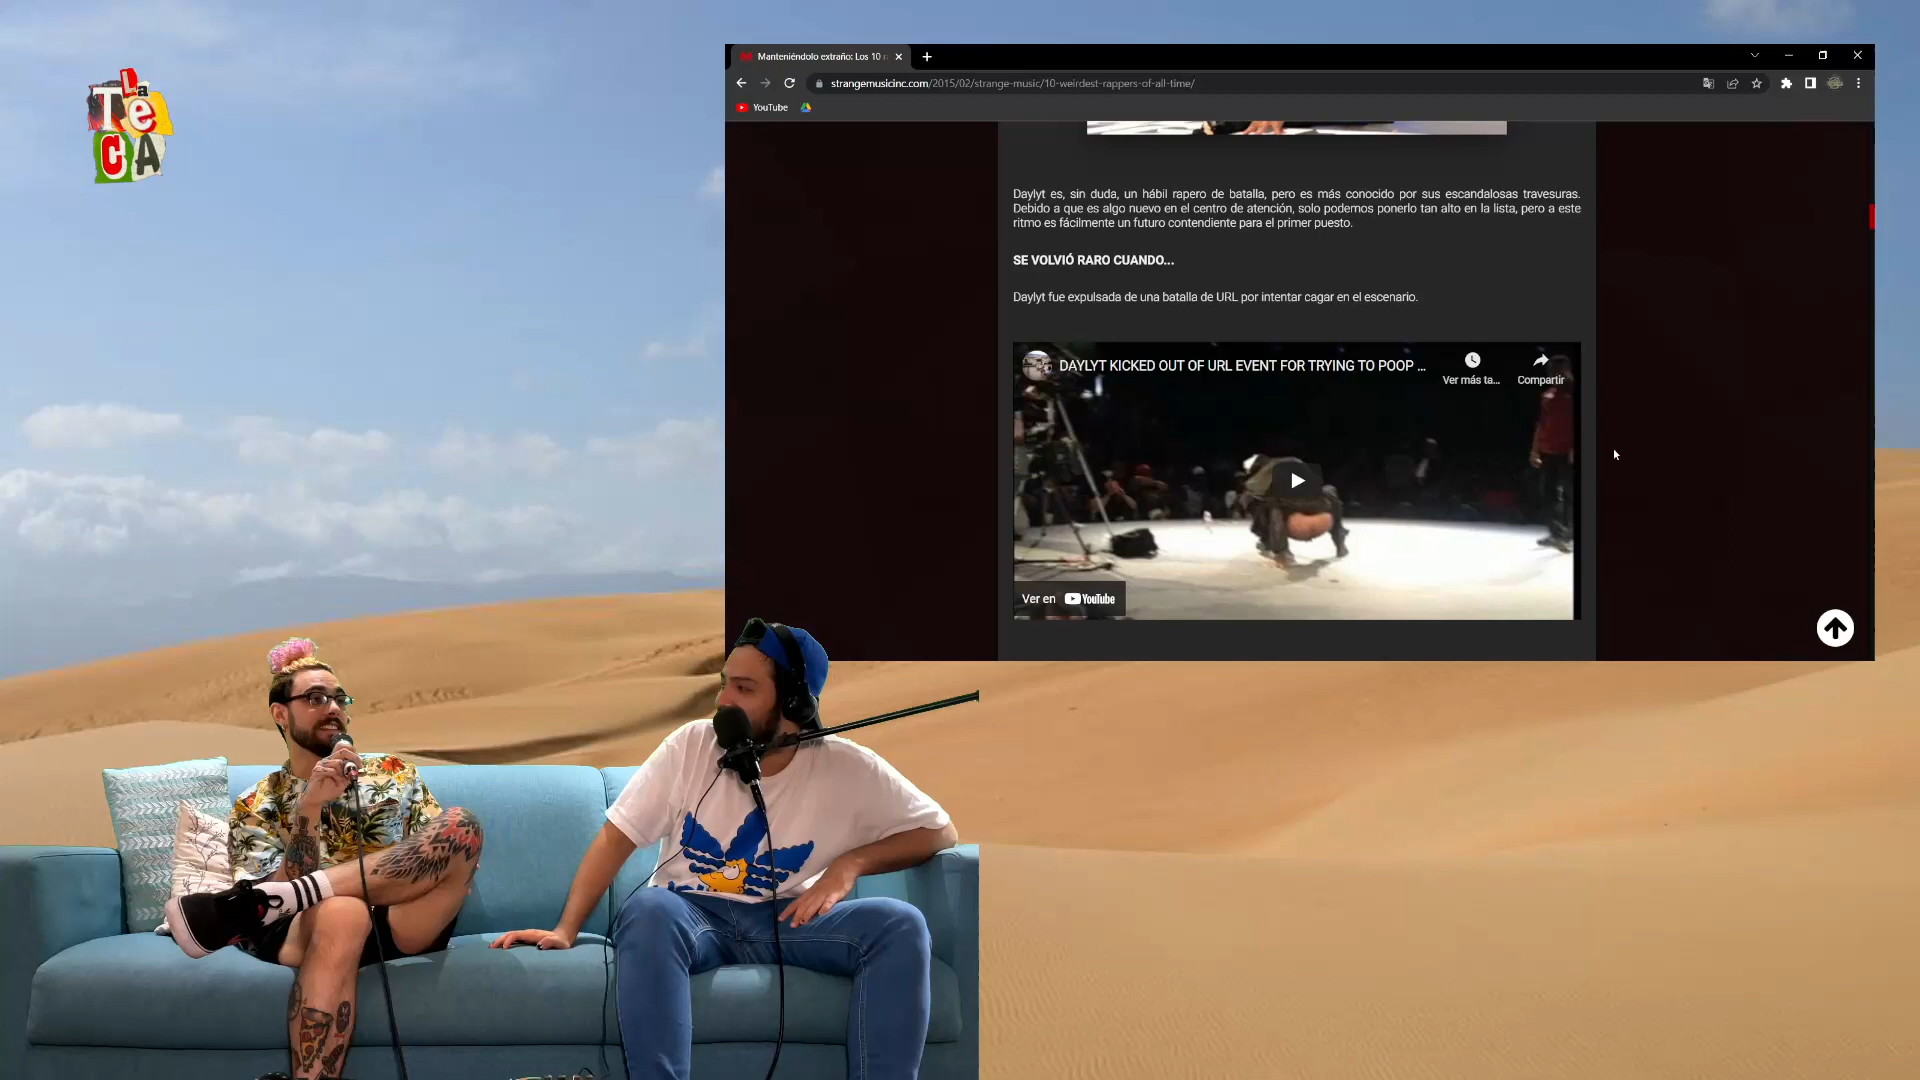 La
TeCA
Manteniéndolo extraño: Los 10 r
strangemusicinc.com/2015/02/strange-music/10-weirdest-rappers-of-all-time/
YouTube
Daylyt es, sin duda, un hábil rapero de batalla, pero es más conocido por sus escandalosas travesuras.
Debido a que es algo nuevo en el centro de atención, solo podemos ponerlo tan alto en la lista, pero a este
ritmo es fácilmente un futuro contendiente para el primer puesto.
SE VOLVIÓ RARO CUANDO...
Daylyt fue expulsada de una batalla de URL por intentar cagar en el escenario.
DAYLYT KICKED OUT OF URL EVENT FOR TRYING TO POOP ...
Ver más ta...
Compartir
Ver en YouTube